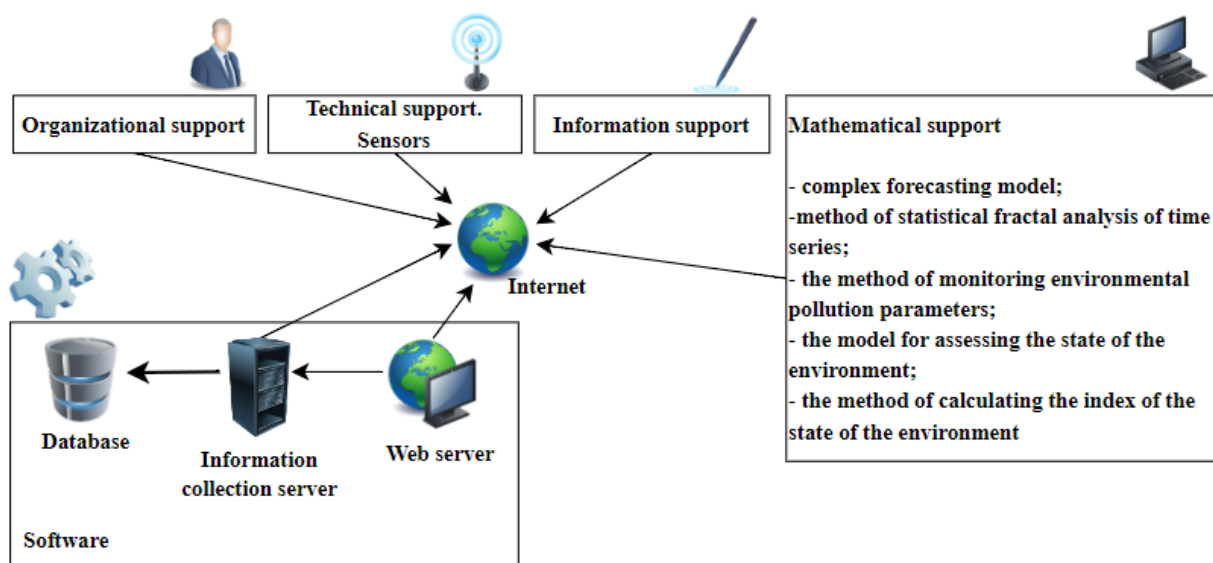 Organizational support
Technical support.
Sensors
Information support
Mathematical support
- complex forecasting model;
-method of statistical fractal analysis of time
series;
- the method of monitoring environmental
pollution parameters;
- the model for assessing the state of the
environment;
- the method of calculating the index of the
state of the environment
Internet
Database
Information
collection server
Web server
Software